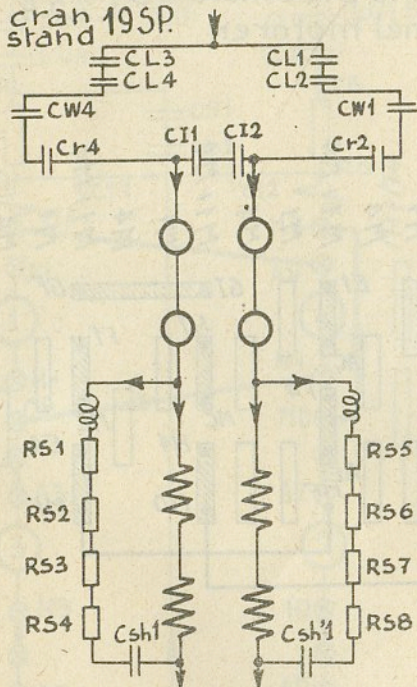 cran 19SP.
stand
CL3
CL4
CL1
CL2
CW4
CW1
Cr4
CI1
CI2
Cr2
RS1
RS2
RS3
RS4
RS5
RS6
RS7
RS8
Csh1
Csh'1